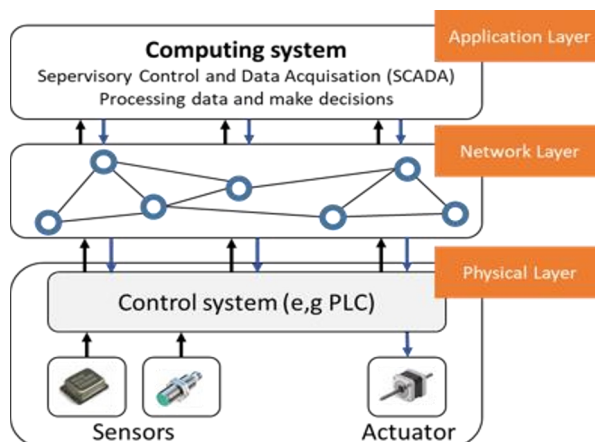 Application Layer
Computing system
Sepervisory Control and Data Acquisation (SCADA)
Processing data and make decisions
Network Layer
Physical Layer
Control system (e,g PLC)
Sensors
Actuator